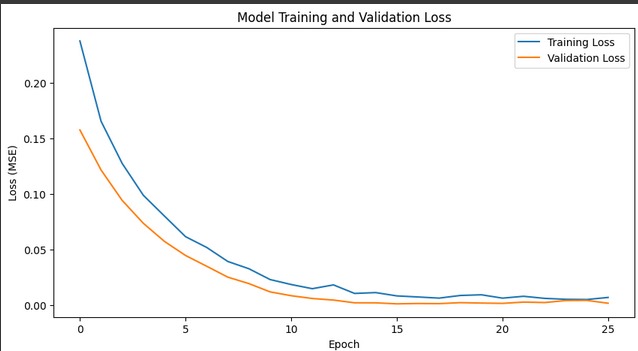 Model Training and Validation Loss
Training Loss
Validation Loss
Loss (MSE)
0.20
0.15
0.10
0.05
0.00
0 5 10 15 20 25
Epoch